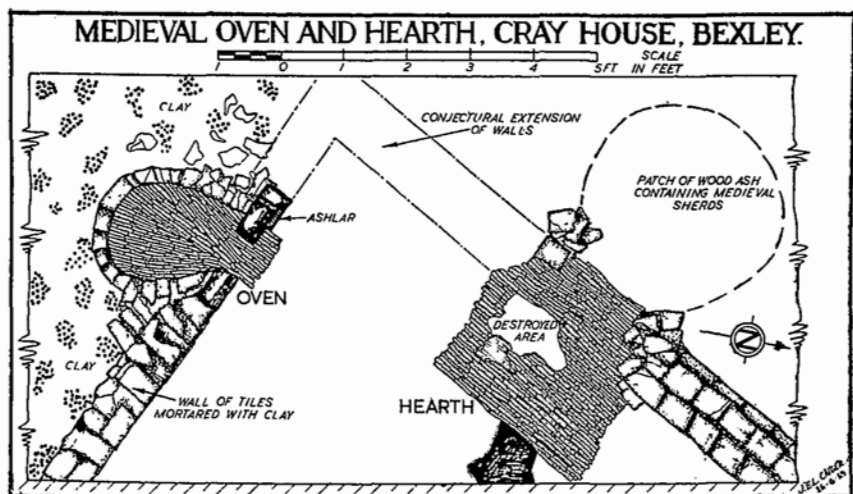 MEDIEVAL OVEN AND HEARTH, CRAY HOUSE, BEXLEY.
1 0 1 2 3 4 5FT SCALE
IN FEET
CLAY
CONJECTURAL EXTENSION
OF WALLS
PATCH OF WOOD ASH
CONTAINING MEDIEVAL
SHERDS
ASHLAR
OVEN
DESTROYED
AREA
N
CLAY
WALL OF TILES
MORTARED WITH CLAY
HEARTH